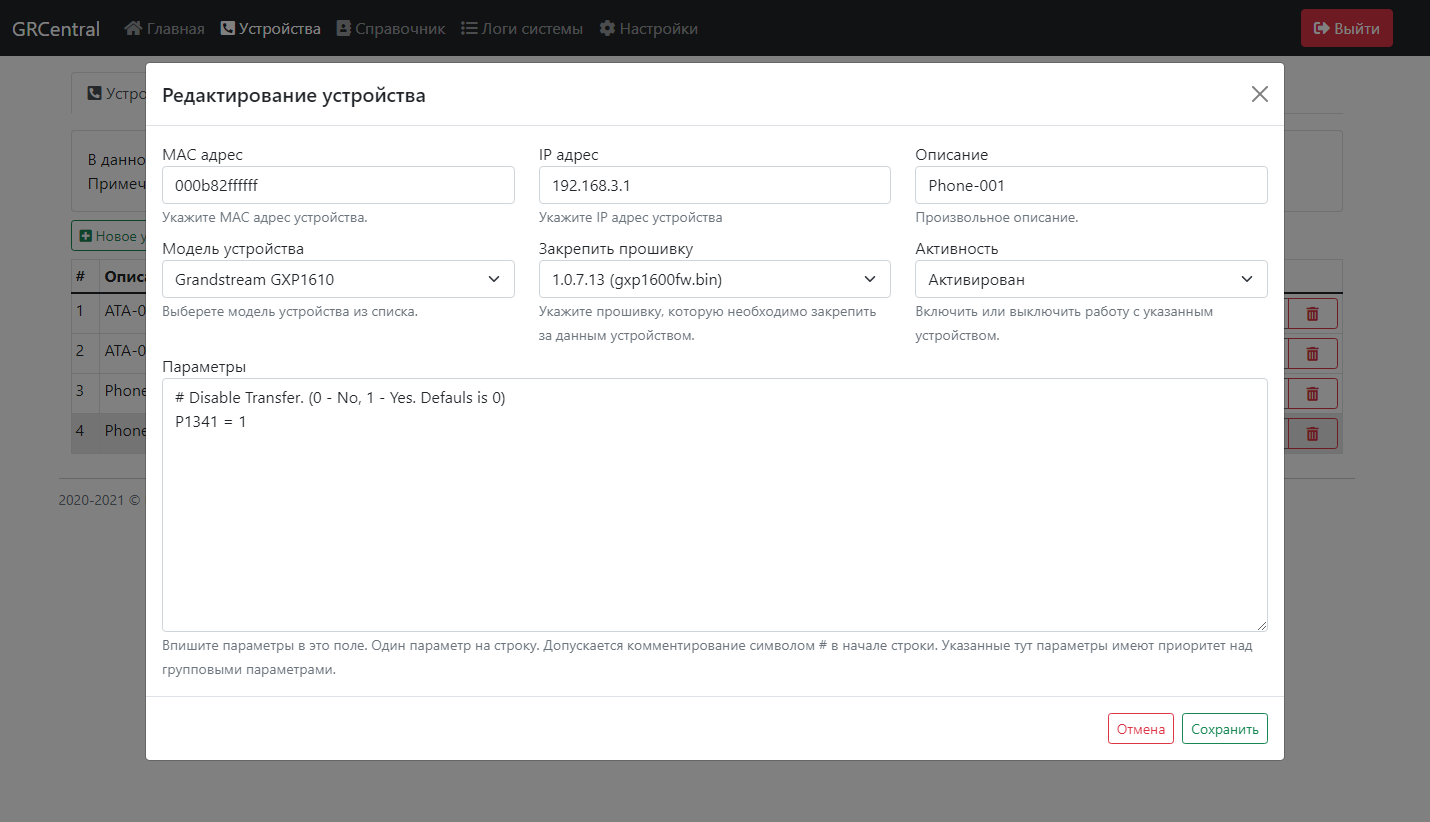 GRCentral Главная Устройства Справочник Логи системы Настройки Выйти
Устро
Редактирование устройства
В данно
Примеч
MAC адрес IP адрес Описание
000b82ffffff 192.168.3.1 Phone-001
Укажите MAC адрес устройства. Укажите IP адрес устройства Произвольное описание.
Новое у
Модель устройства Закрепить прошивку Активность
# Описа
Grandstream GXP1610 1.0.7.13 (gxp1600fw.bin) Активирован
Выберете модель устройства из списка. Укажите прошивку, которую необходимо закрепить Включить или выключить работу с указанным
за данным устройством. устройством.
1 ATA-0
2 ATA-0
3 Phone
4 Phone
Параметры
# Disable Transfer. (0 - No, 1 - Yes. Defauls is 0)
P1341 = 1
2020-2021 ©
Впишите параметры в это поле. Один параметр на строку. Допускается комментирование символом # в начале строки. Указанные тут параметры имеют приоритет над
групповыми параметрами.
Отмена Сохранить